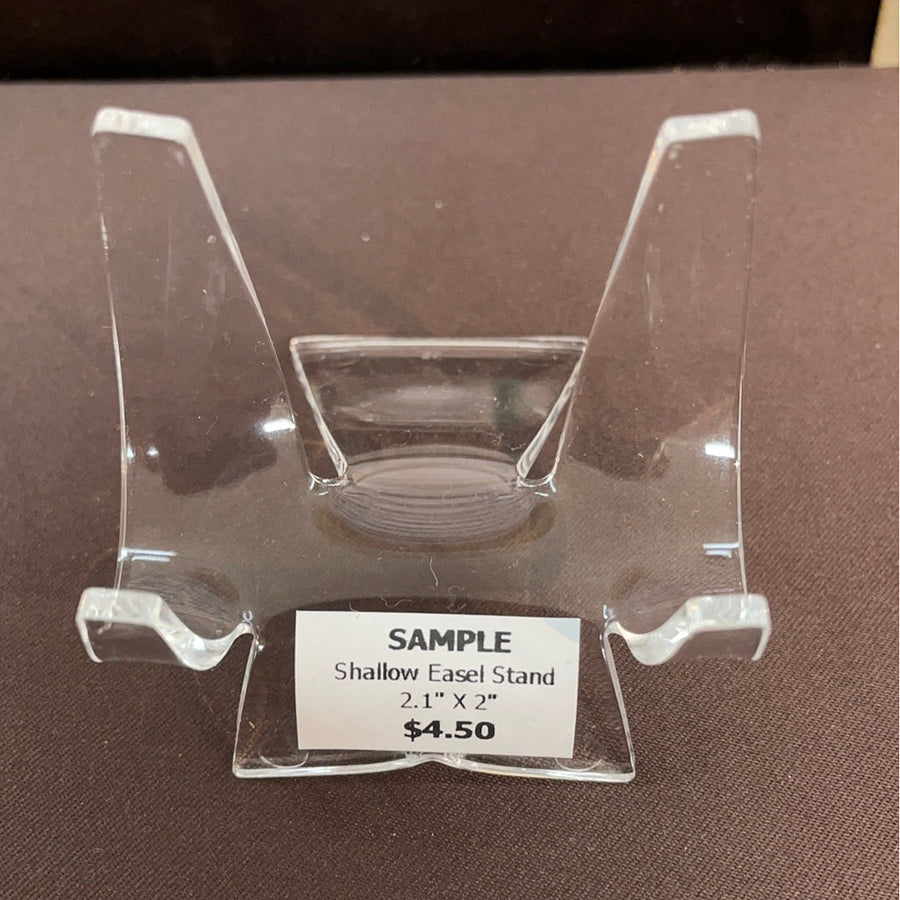 SAMPLE
Shallow Easel Stand
2.1" X 2"
$4.50